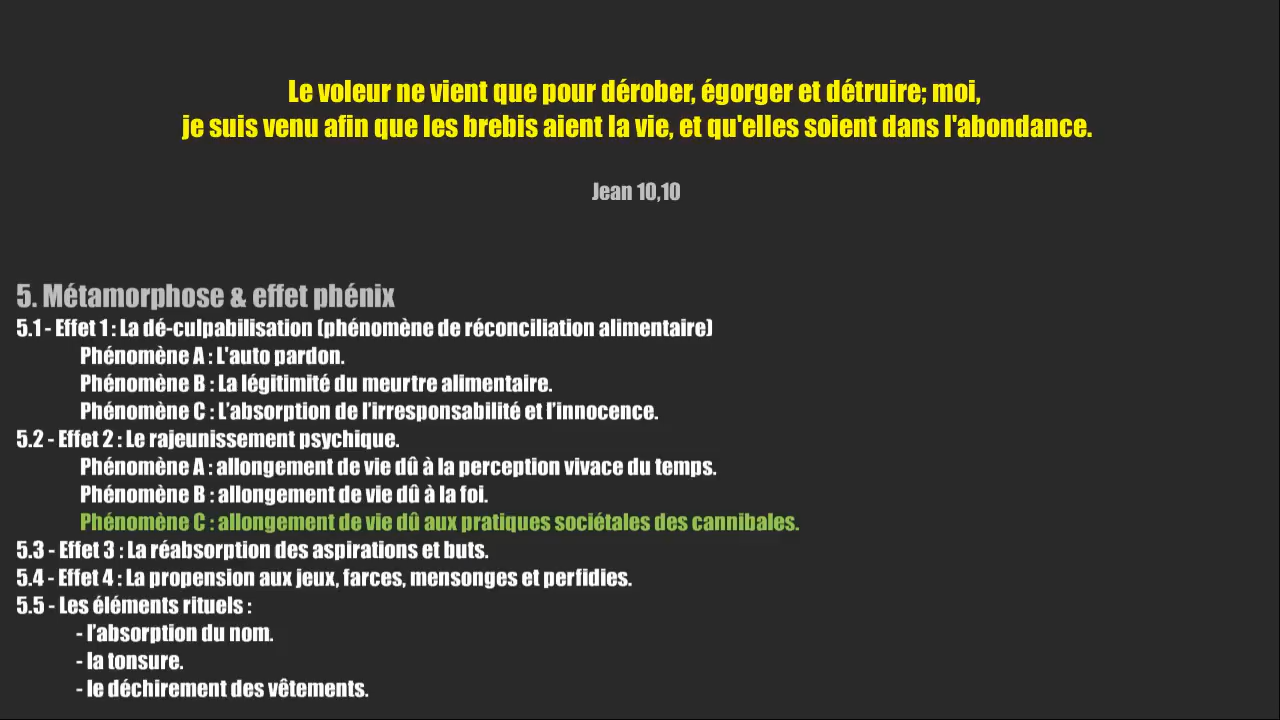 Le voleur ne vient que pour dérober, égorger et détruire; moi,
je suis venu afin que les brebis aient la vie, et qu'elles soient dans l'abondance.
Jean 10,10
5. Métamorphose & effet phénix
5.1 - Effet 1 : La dé-culpabilisation (phénomène de réconciliation alimentaire)
Phénomène A : L'auto pardon.
Phénomène B : La légitimité du meurtre alimentaire.
Phénomène C : L’absorption de l’irresponsabilité et l’innocence.
5.2 - Effet 2 : Le rajeunissement psychique.
Phénomène A : allongement de vie dû à la perception vivace du temps.
Phénomène B : allongement de vie dû à la foi.
Phénomène C : allongement de vie dû aux pratiques sociétales des cannibales.
5.3 - Effet 3 : La réabsorption des aspirations et buts.
5.4 - Effet 4 : La propension aux jeux, farces, mensonges et perfidies.
5.5 - Les éléments rituels :
- l’absorption du nom.
- la tonsure.
- le déchirement des vêtements.